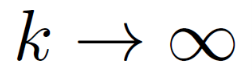 k → ∞